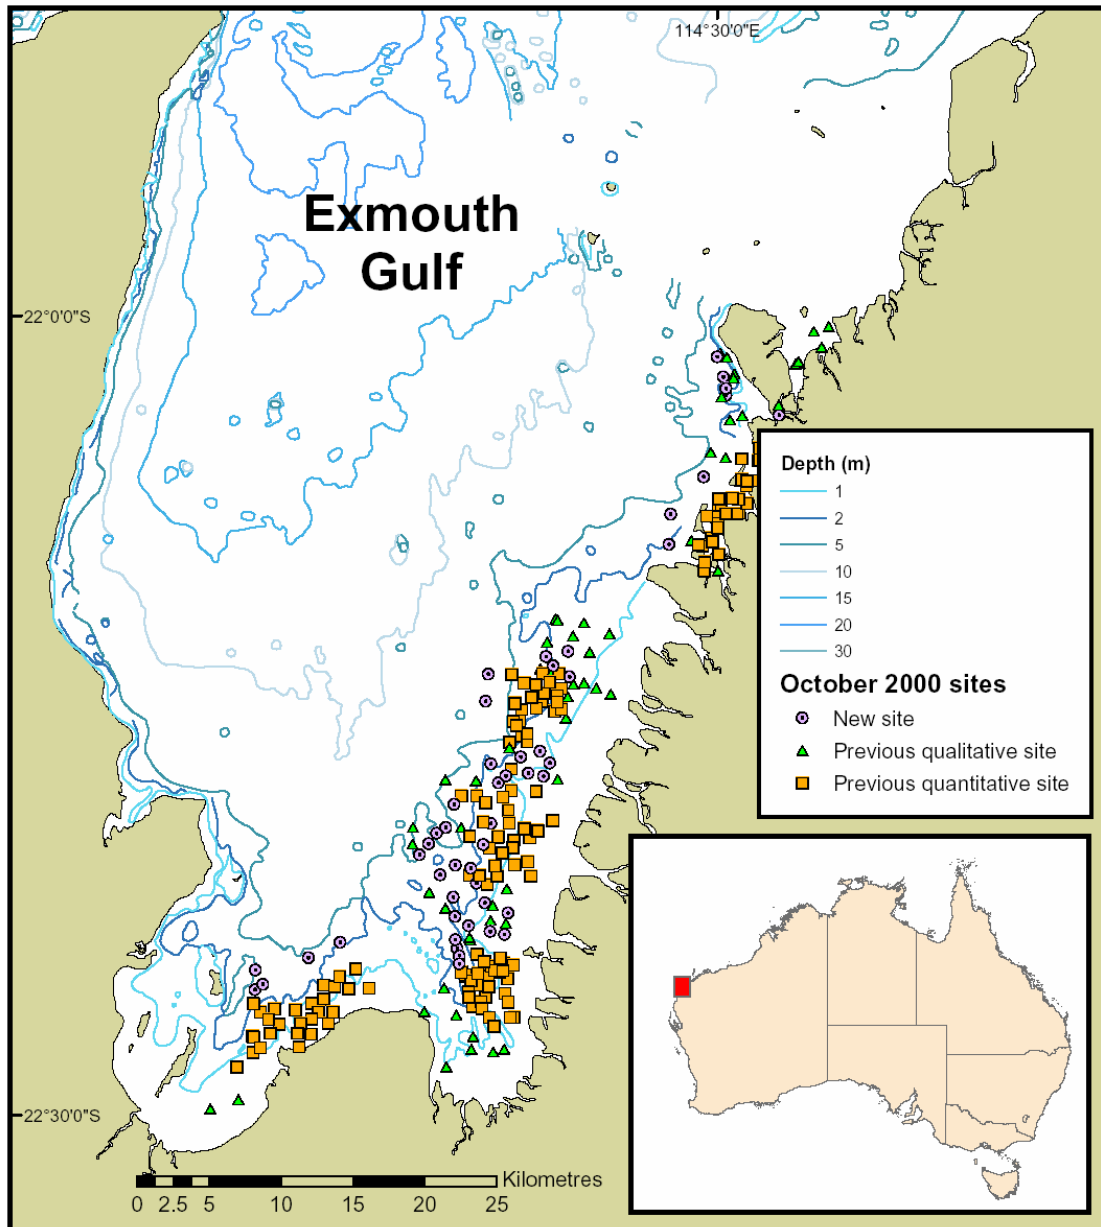 114°30'0"E
Exmouth
Gulf
22°0'0"S
Depth (m)
1
2
5
10
15
20
30
October 2000 sites
New site
Previous qualitative site
Previous quantitative site
22°30'0"S
Kilometres
0 2.5 5 10 15 20 25